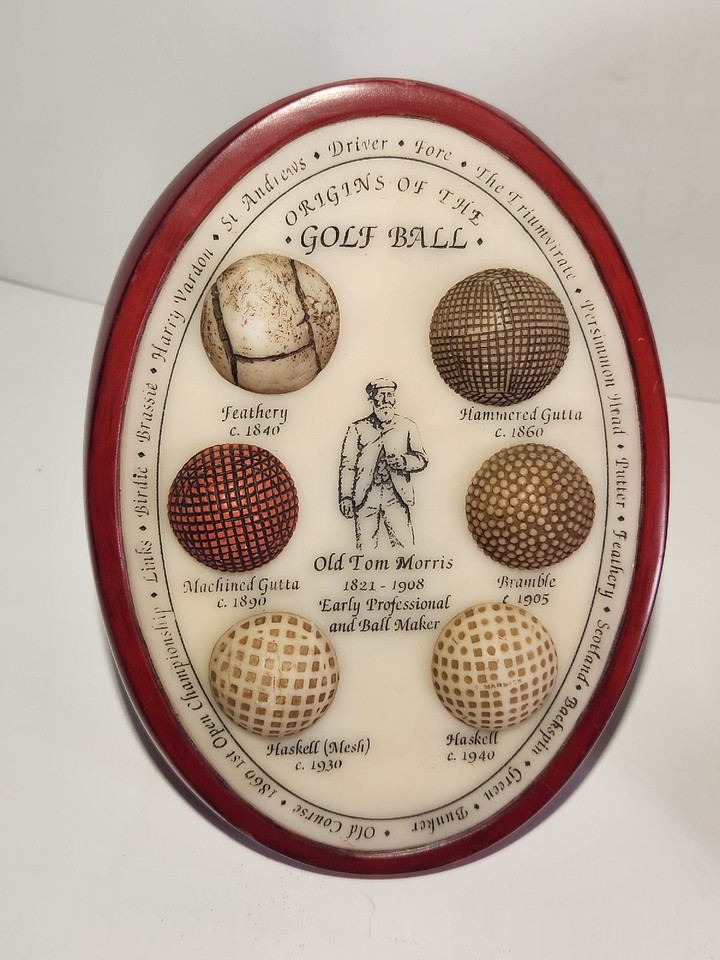 St Andrews ♦ Driver ♦ Fore ♦ The Triumvirate ♦ Persimmon Head ♦ Putter ♦ Feathery ♦ Scotland ♦ Backspin ♦ Green ♦ Bunker ♦ Old Course ♦ 1860 1st Open Championship ♦ Links ♦ Birdie ♦ Brassie ♦ Harry Vardon ♦
ORIGINS OF THE
• GOLF BALL •
Feathery
c. 1840
Hammered Gutta
c. 1860
Machined Gutta
c. 1890
Old Tom Morris
1821 - 1908
Early Professional
and Ball Maker
Bramble
c 1905
Haskell (Mesh)
c. 1930
Haskell
c. 1940